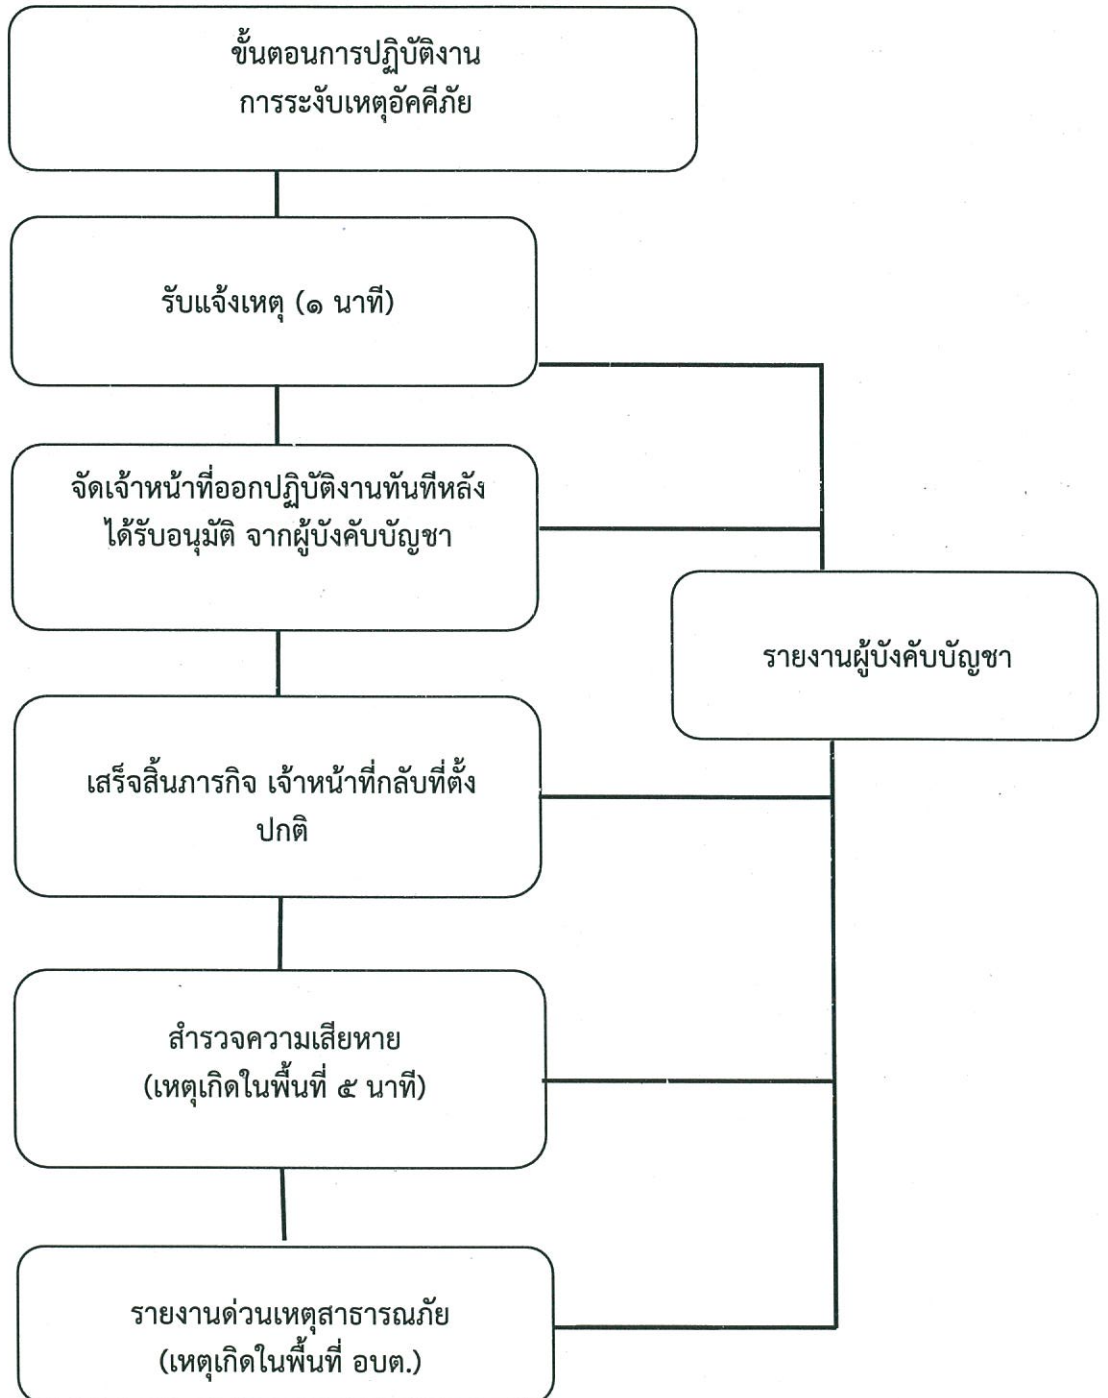 ขั้นตอนการปฏิบัติงาน
การระงับเหตุอัคคีภัย
รับแจ้งเหตุ (๑ นาที)
จัดเจ้าหน้าที่ออกปฏิบัติงานทันทีหลัง
ได้รับอนุมัติ จากผู้บังคับบัญชา
รายงานผู้บังคับบัญชา
เสร็จสิ้นภารกิจ เจ้าหน้าที่กลับที่ตั้ง
ปกติ
สำรวจความเสียหาย
(เหตุเกิดในพื้นที่ ๕ นาที)
รายงานด่วนเหตุสาธารณภัย
(เหตุเกิดในพื้นที่ อบต.)